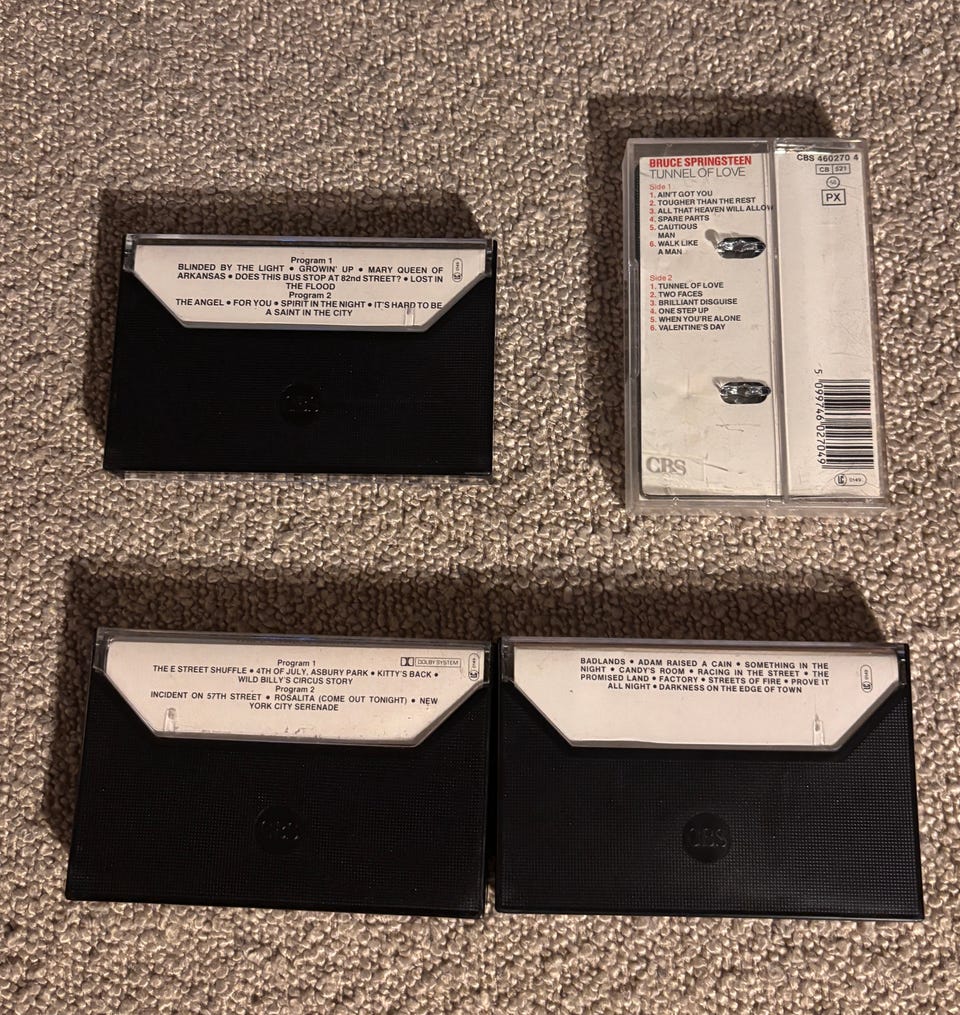 Program 1
BLINDED BY THE LIGHT • GROWIN' UP • MARY QUEEN OF
ARKANSAS • DOES THIS BUS STOP AT 82nd STREET? • LOST IN
THE FLOOD
Program 2
THE ANGEL • FOR YOU • SPIRIT IN THE NIGHT • IT'S HARD TO BE
A SAINT IN THE CITY
CBS
BRUCE SPRINGSTEEN
TUNNEL OF LOVE
Side 1
1. AIN'T GOT YOU
2. TOUGHER THAN THE REST
3. ALL THAT HEAVEN WILL ALLOW
4. SPARE PARTS
5. CAUTIOUS
MAN
6. WALK LIKE
A MAN
Side 2
1. TUNNEL OF LOVE
2. TWO FACES
3. BRILLIANT DISGUISE
4. ONE STEP UP
5. WHEN YOU'RE ALONE
6. VALENTINE'S DAY
CBS
CBS 460270 4
CB 521
PX
5 099746 027049
0149
Program 1
DOLBY SYSTEM
THE E STREET SHUFFLE • 4TH OF JULY, ASBURY PARK • KITTY'S BACK •
WILD BILLY'S CIRCUS STORY
Program 2
INCIDENT ON 57TH STREET • ROSALITA (COME OUT TONIGHT) • NEW
YORK CITY SERENADE
CBS
BADLANDS • ADAM RAISED A CAIN • SOMETHING IN THE
NIGHT • CANDY'S ROOM • RACING IN THE STREET • THE
PROMISED LAND • FACTORY • STREETS OF FIRE • PROVE IT
ALL NIGHT • DARKNESS ON THE EDGE OF TOWN
CBS